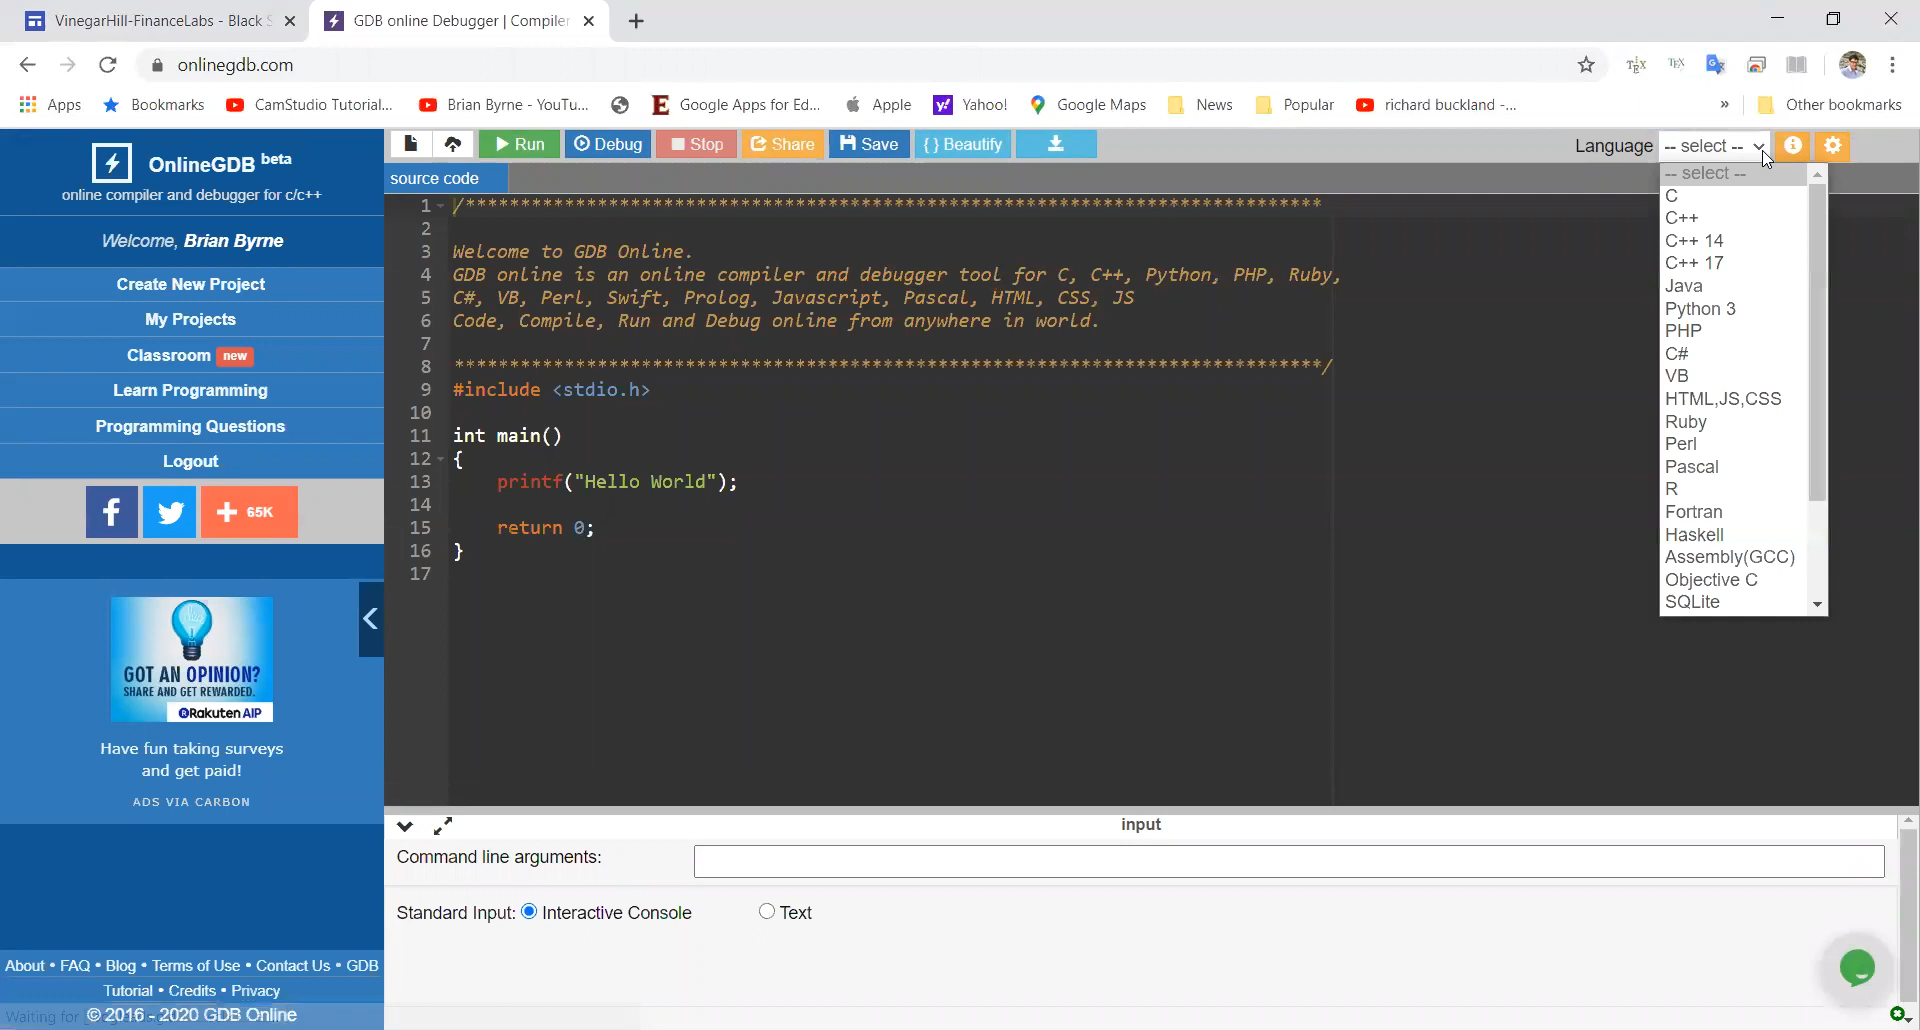 VinegarHill-FinanceLabs - Black S
GDB online Debugger | Compiler
onlinegdb.com
Apps
Bookmarks
CamStudio Tutorial...
Brian Byrne - YouTu...
Google Apps for Ed...
Apple
Yahoo!
Google Maps
News
Popular
richard buckland -...
»
Other bookmarks
OnlineGDB beta
online compiler and debugger for c/c++
Welcome, Brian Byrne
Create New Project
My Projects
Classroom new
Learn Programming
Programming Questions
Logout
65K
GOT AN OPINION?
SHARE AND GET REWARDED.
Rakuten AIP
Have fun taking surveys
and get paid!
ADS VIA CARBON
About • FAQ • Blog • Terms of Use • Contact Us • GDB
Tutorial • Credits • Privacy
© 2016 - 2020 GDB Online
Waiting for
Run
Debug
Stop
Share
Save
{ } Beautify
Language
-- select --
source code
1 /******************************************************************************
2
3 Welcome to GDB Online.
4 GDB online is an online compiler and debugger tool for C, C++, Python, PHP, Ruby,
5 C#, VB, Perl, Swift, Prolog, Javascript, Pascal, HTML, CSS, JS
6 Code, Compile, Run and Debug online from anywhere in world.
7
8 *******************************************************************************/
9 #include <stdio.h>
10
11 int main()
12 {
13     printf("Hello World");
14
15     return 0;
16 }
17
-- select --
C
C++
C++ 14
C++ 17
Java
Python 3
PHP
C#
VB
HTML,JS,CSS
Ruby
Perl
Pascal
R
Fortran
Haskell
Assembly(GCC)
Objective C
SQLite
input
Command line arguments:
Standard Input:
Interactive Console
Text